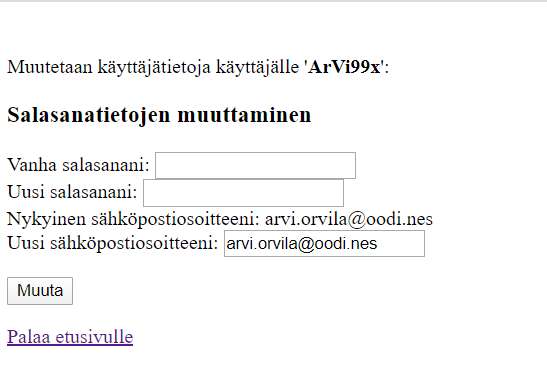 Muutetaan käyttäjätietoja käyttäjälle 'ArVi99x':
Salasanatietojen muuttaminen
Vanha salasanani:
Uusi salasanani:
Nykyinen sähköpostiosoitteeni: arvi.orvila@oodi.nes
Uusi sähköpostiosoitteeni: arvi.orvila@oodi.nes
Muuta
Palaa etusivulle